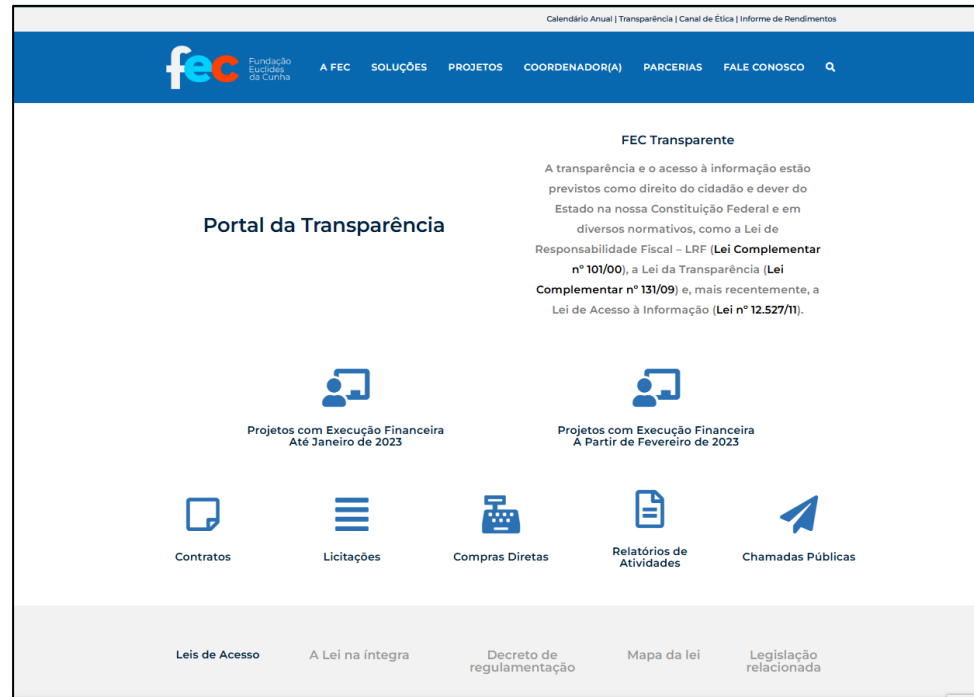 Calendário Anual | Transparência | Canal de Ética | Informe de Rendimentos
fec
Fundação
Euclides
da Cunha
A FEC SOLUÇÕES PROJETOS COORDENADOR(A) PARCERIAS FALE CONOSCO
Portal da Transparência
FEC Transparente
A transparência e o acesso à informação estão
previstos como direito do cidadão e dever do
Estado na nossa Constituição Federal e em
diversos normativos, como a Lei de
Responsabilidade Fiscal – LRF (Lei Complementar
nº 101/00), a Lei da Transparência (Lei
Complementar nº 131/09) e, mais recentemente, a
Lei de Acesso à Informação (Lei nº 12.527/11).
Projetos com Execução Financeira
Até Janeiro de 2023
Projetos com Execução Financeira
A Partir de Fevereiro de 2023
Contratos
Licitações
Compras Diretas
Relatórios de
Atividades
Chamadas Públicas
Leis de Acesso
A Lei na íntegra
Decreto de
regulamentação
Mapa da lei
Legislação
relacionada